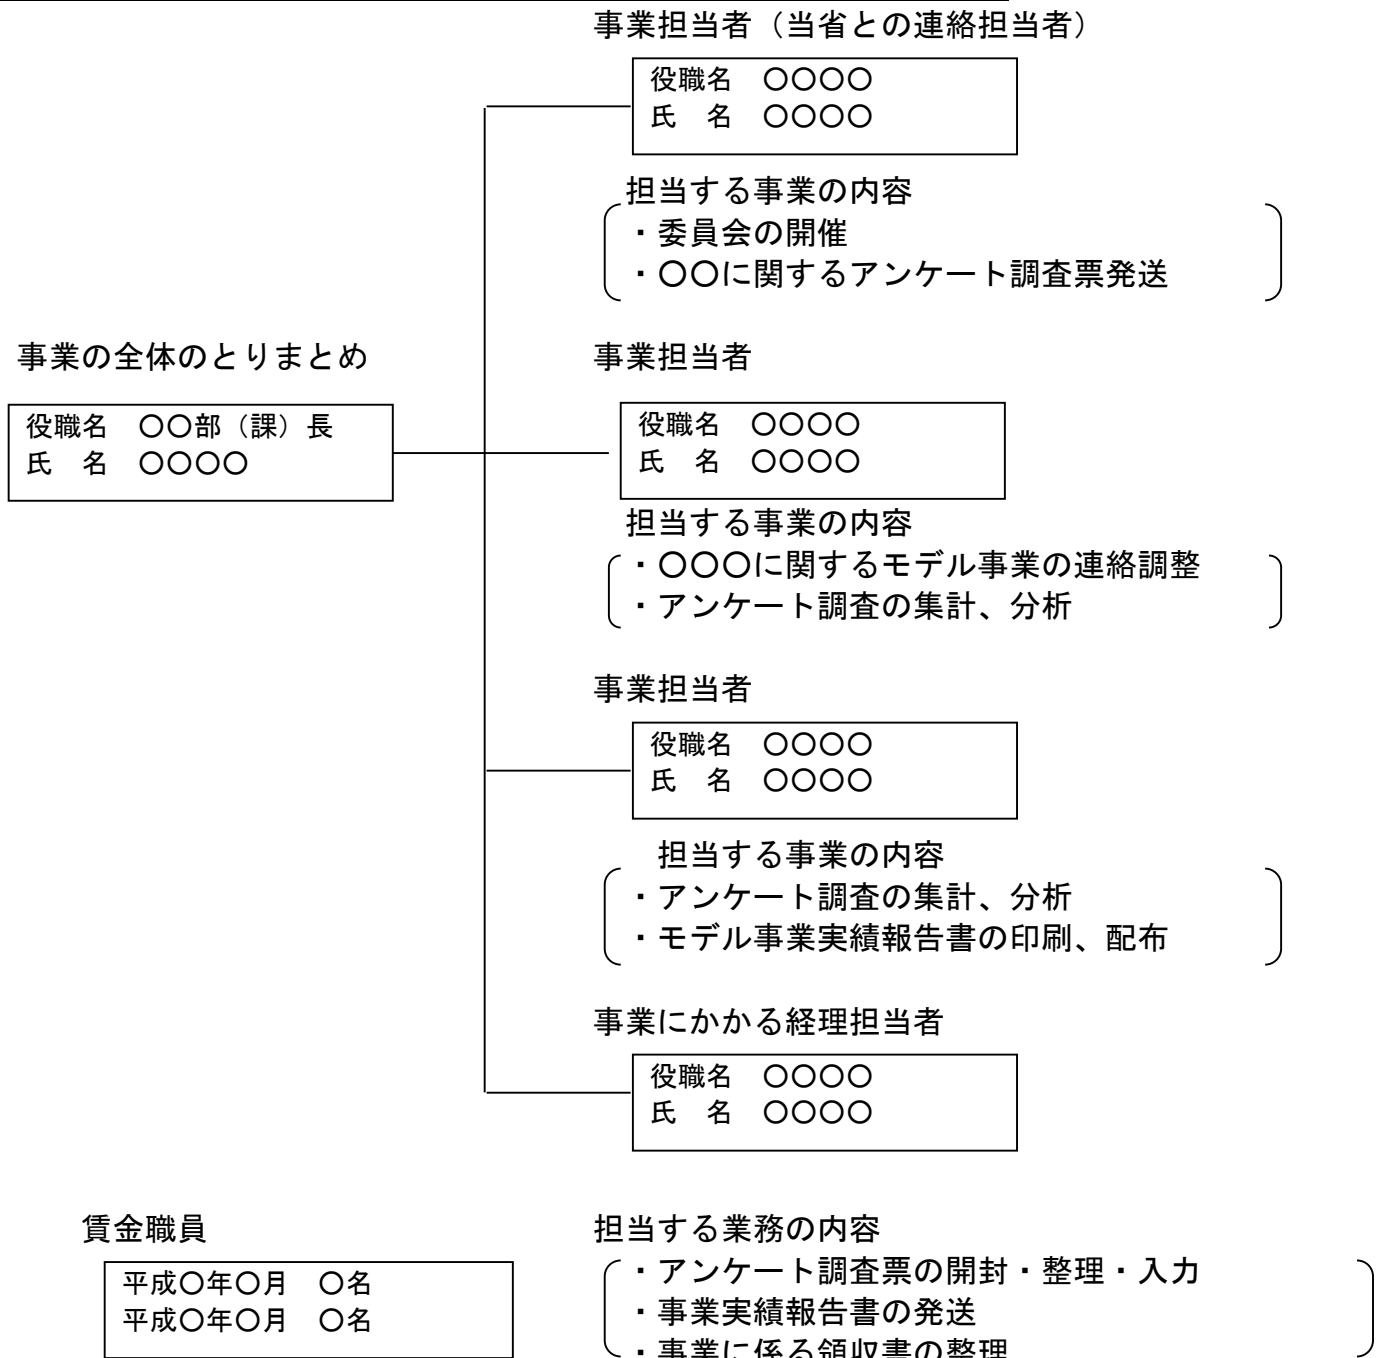 事業担当者（当省との連絡担当者）
役職名　〇〇〇〇
氏　名　〇〇〇〇
担当する事業の内容
・委員会の開催
・〇〇に関するアンケート調査票発送
事業の全体のとりまとめ
役職名　〇〇部（課）長
氏　名　〇〇〇〇
事業担当者
役職名　〇〇〇〇
氏　名　〇〇〇〇
担当する事業の内容
・〇〇〇に関するモデル事業の連絡調整
・アンケート調査の集計、分析
事業担当者
役職名　〇〇〇〇
氏　名　〇〇〇〇
担当する事業の内容
・アンケート調査の集計、分析
・モデル事業実績報告書の印刷、配布
事業にかかる経理担当者
役職名　〇〇〇〇
氏　名　〇〇〇〇
賃金職員
平成〇年〇月　〇名
平成〇年〇月　〇名
担当する業務の内容
・アンケート調査票の開封・整理・入力
・事業実績報告書の発送
・事業に係る領収書の整理